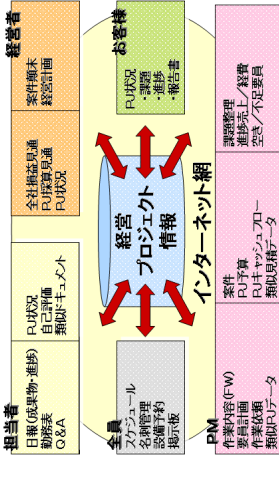 担当者
日報(成果物・進捗)
勤務表
Q&A
PJ状況
自己評価
類似ドキュメント
経営者
全社損益見通
PJ採算見通
PJ状況
案件顛末
経営計画
全員
スケジュール
名刺管理
設備予約
掲示板
経営
プロジェクト
情報
インターネット網
お客様
PJ状況
・課題
・進捗
・報告書
PM
作業内容(FW)
要員計画
作業依頼
類似PJデータ
案件
PJ予算
PJキャッシュフロー
類似見積データ
課題整理
進捗売上/経費
空き/不足要員